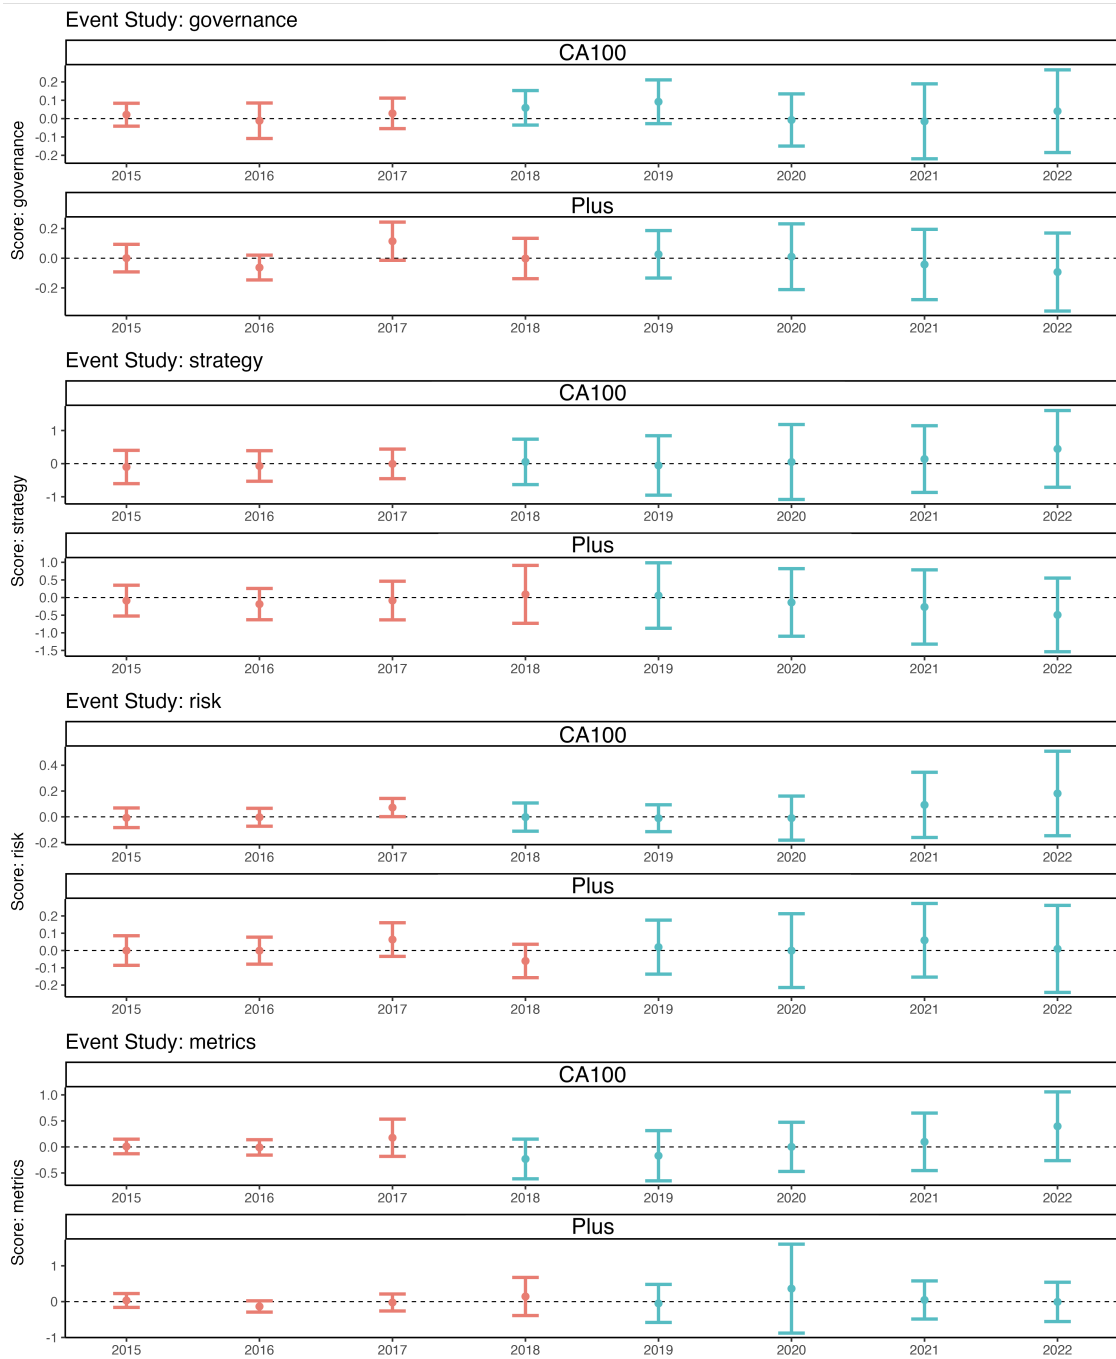 Event Study: governance
CA100
0.2
0.1
0.0
-0.1
-0.2
2015 2016 2017 2018 2019 2020 2021 2022
Score: governance
Plus
0.2
0.0
-0.2
2015 2016 2017 2018 2019 2020 2021 2022
Event Study: strategy
CA100
1
0
-1
2015 2016 2017 2018 2019 2020 2021 2022
Score: strategy
Plus
1.0
0.5
0.0
-0.5
-1.0
-1.5
2015 2016 2017 2018 2019 2020 2021 2022
Event Study: risk
CA100
0.4
0.2
0.0
-0.2
2015 2016 2017 2018 2019 2020 2021 2022
Score: risk
Plus
0.2
0.1
0.0
-0.1
-0.2
2015 2016 2017 2018 2019 2020 2021 2022
Event Study: metrics
CA100
1.0
0.5
0.0
-0.5
2015 2016 2017 2018 2019 2020 2021 2022
Score: metrics
Plus
1
0
-1
2015 2016 2017 2018 2019 2020 2021 2022